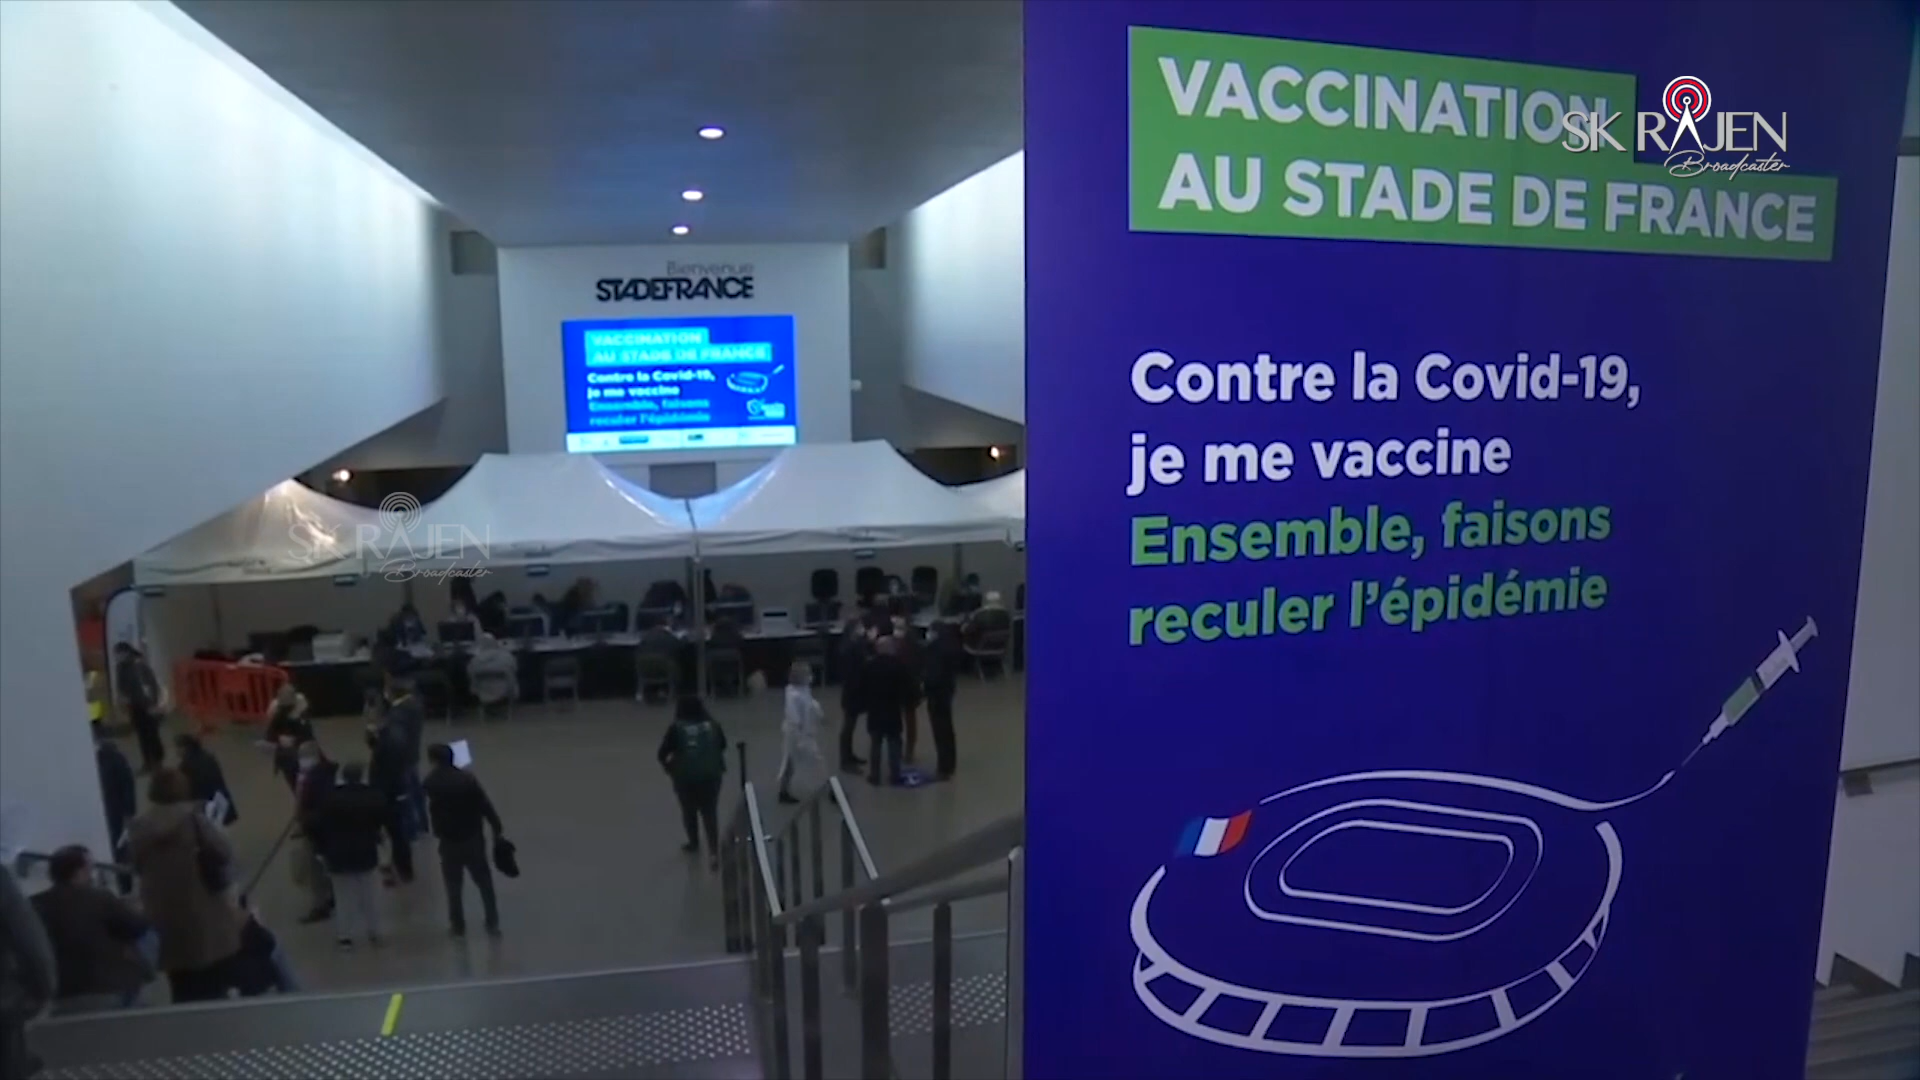 VACCINATION
AU STADE DE FRANCE
SK RAJEN
Broadcaster
Contre la Covid-19,
je me vaccine
Ensemble, faisons
reculer l'épidémie
Bienvenue
STADEFRANCE
VACCINATION
AU STADE DE FRANCE
Contre la Covid-19,
je me vaccine
Ensemble, faisons
reculer l'épidémie
SK RAJEN
Broadcaster